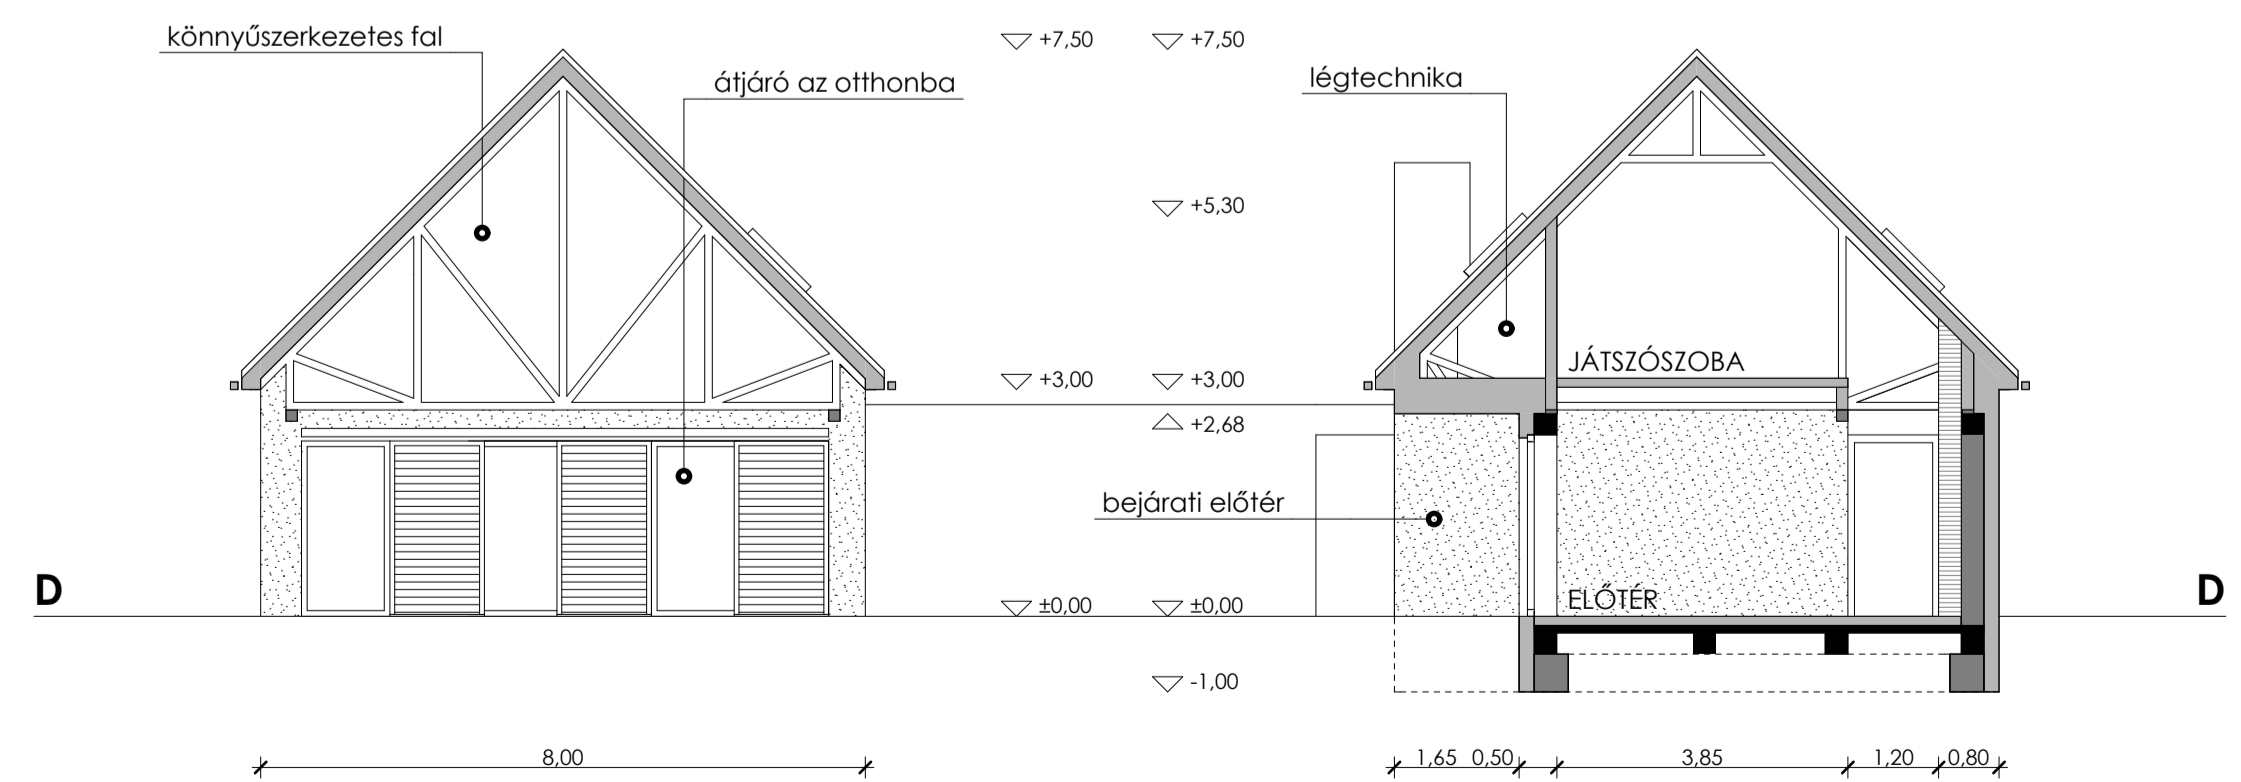 könnyűszerkezetes fal
átjáró az otthonba
+7,50
+7,50
légtechnika
+5,30
+3,00
+3,00
JÁTSZÓSZOBA
+2,68
bejárati előtér
D
±0,00
±0,00
ELŐTÉR
D
-1,00
8,00
1,65
0,50
3,85
1,20
0,80